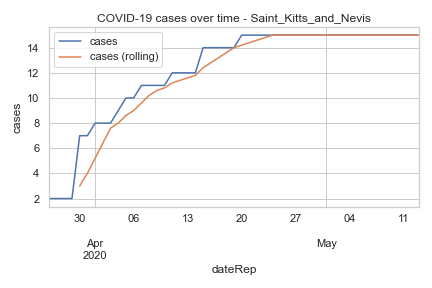 COVID-19 cases over time - Saint_Kitts_and_Nevis
cases
cases (rolling)
cases
14
12
10
8
6
4
2
30 06 13 20 27 04 11
Apr May
2020
dateRep